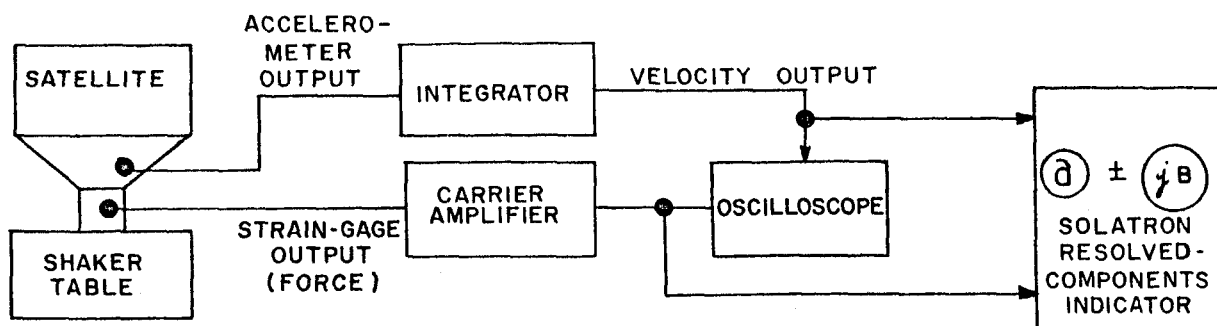 ACCELERO-
METER
OUTPUT
SATELLITE
INTEGRATOR
VELOCITY OUTPUT
CARRIER
AMPLIFIER
OSCILLOSCOPE
a ± jB
SOLATRON
RESOLVED-
COMPONENTS
INDICATOR
STRAIN-GAGE
OUTPUT
(FORCE)
SHAKER
TABLE